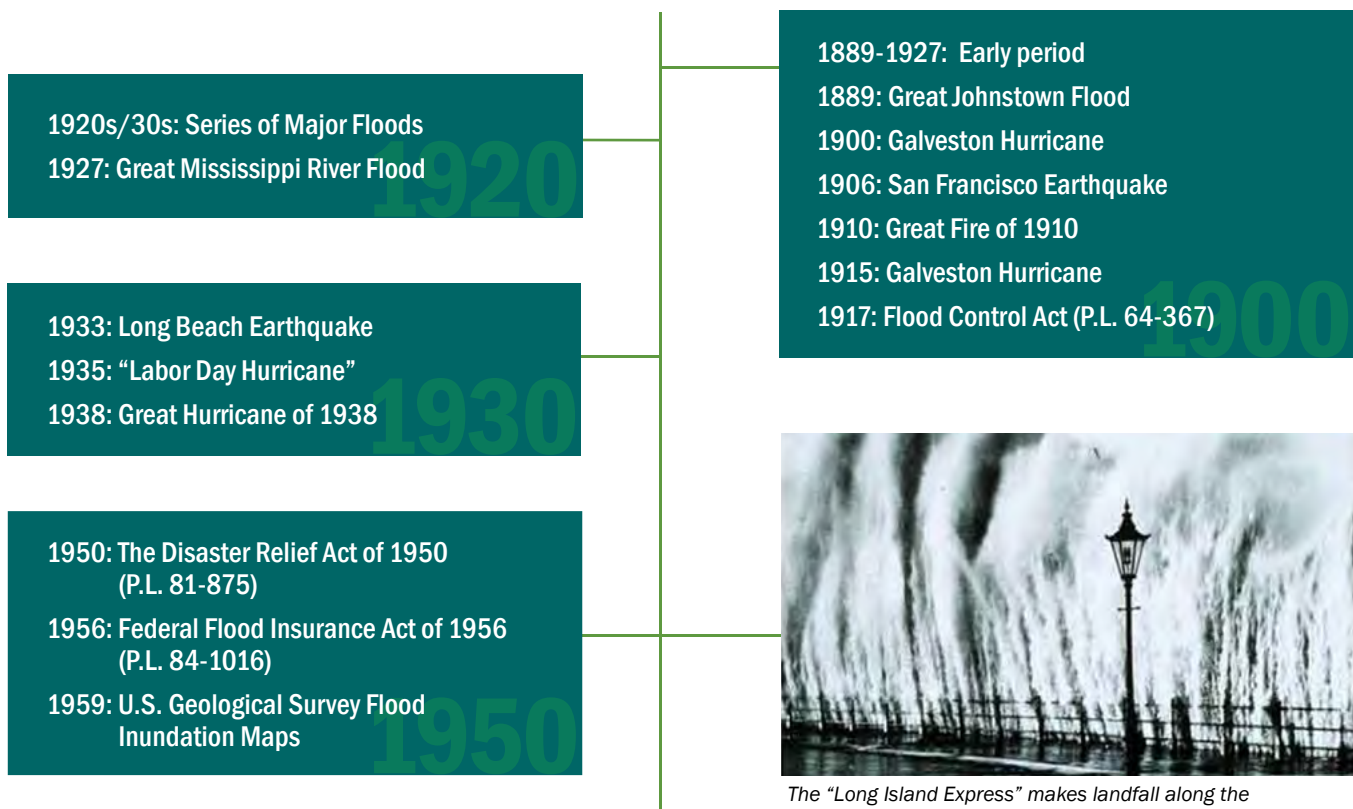 1889-1927: Early period
1889: Great Johnstown Flood
1900: Galveston Hurricane
1906: San Francisco Earthquake
1910: Great Fire of 1910
1915: Galveston Hurricane
1917: Flood Control Act (P.L. 64-367)
1900
1920s/30s: Series of Major Floods
1927: Great Mississippi River Flood
1920
1933: Long Beach Earthquake
1935: “Labor Day Hurricane”
1938: Great Hurricane of 1938
1930
1950: The Disaster Relief Act of 1950
(P.L. 81-875)
1956: Federal Flood Insurance Act of 1956
(P.L. 84-1016)
1959: U.S. Geological Survey Flood
Inundation Maps
1950
The “Long Island Express” makes landfall along the